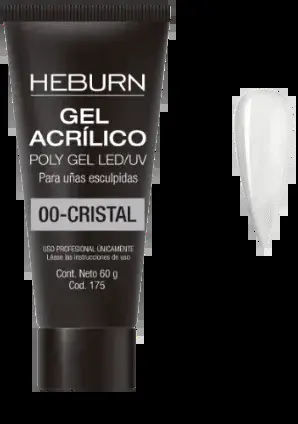 HEBURN
GEL
ACRÍLICO
POLY GEL LED/UV
Para uñas esculpidas
00-CRISTAL
USO PROFESIONAL ÚNICAMENTE
Léase las instrucciones de uso
Cont. Neto 60 g
Cod. 175